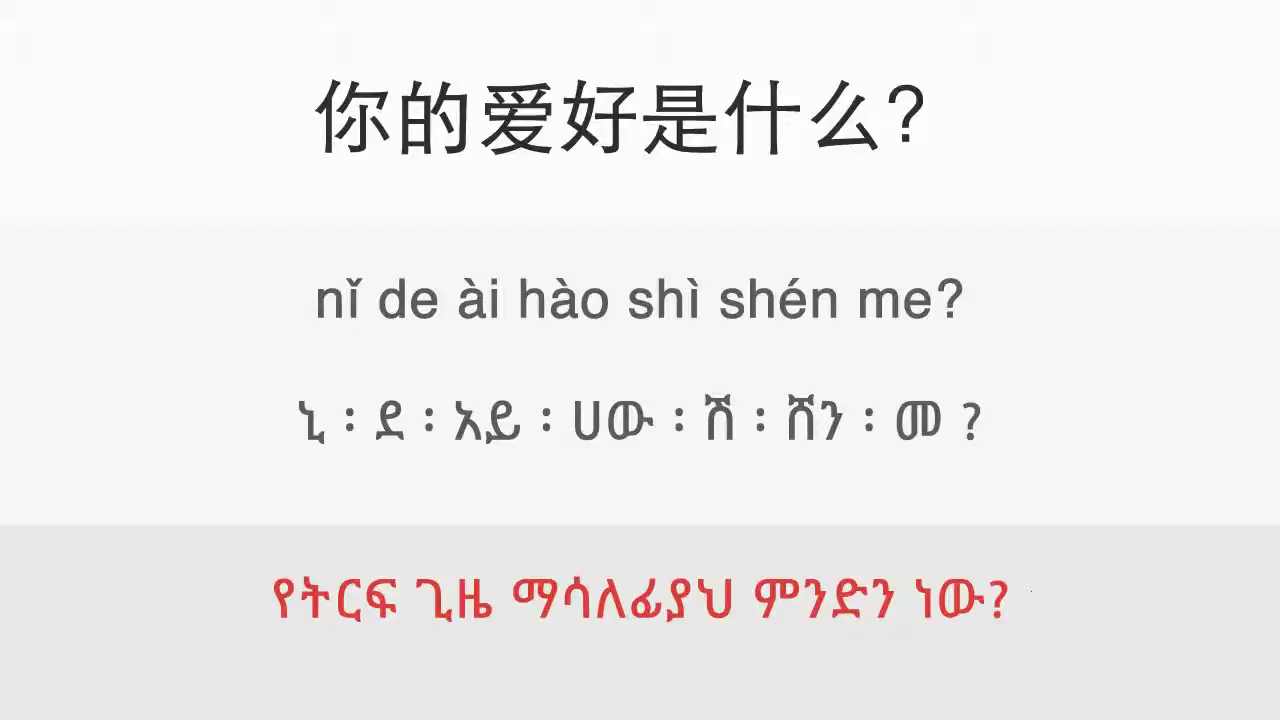 你的爱好是什么?
nǐ de ài hào shì shén me?
ኒ ፡ ደ ፡ አይ ፡ ሀው ፡ ሽ ፡ ሸን ፡ መ ?
የትርፍ ጊዜ ማሳለፊያህ ምንድን ነው?